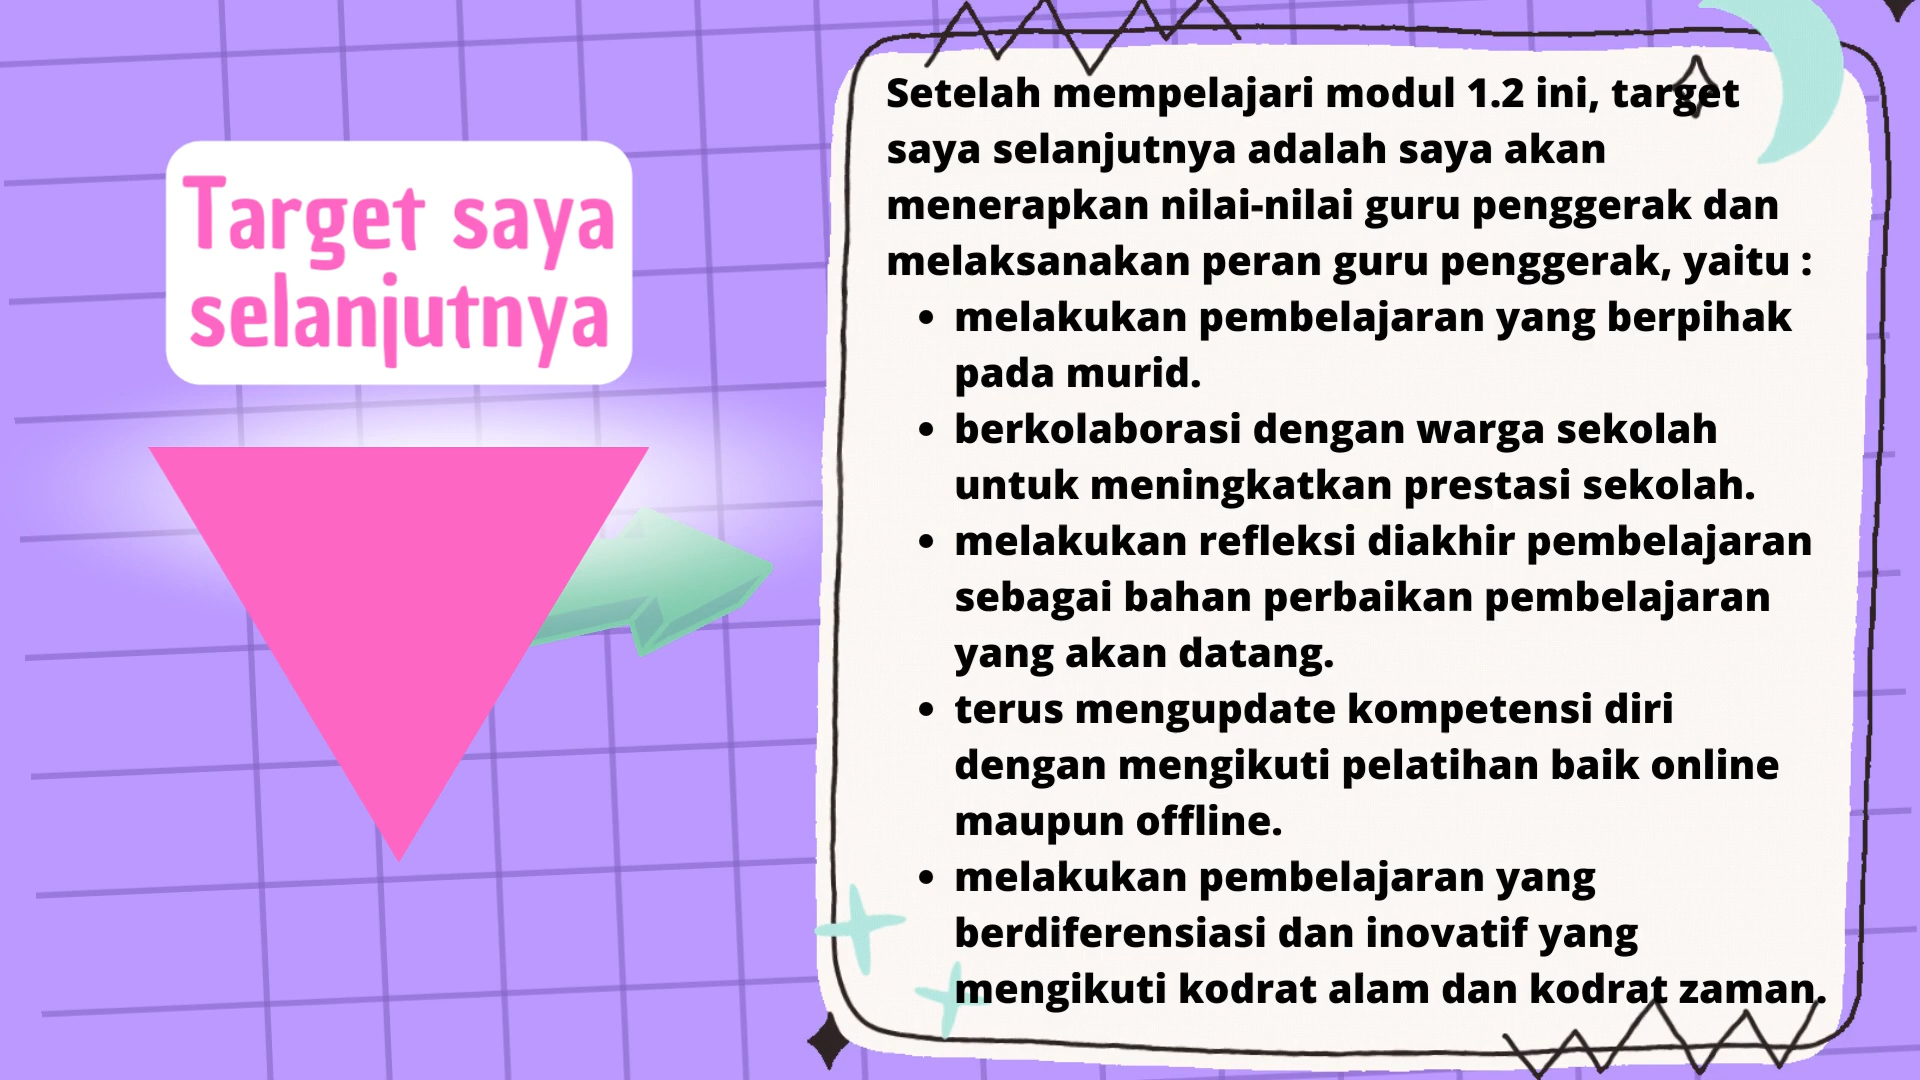 Target saya
selanjutnya
Setelah mempelajari modul 1.2 ini, target
saya selanjutnya adalah saya akan
menerapkan nilai-nilai guru penggerak dan
melaksanakan peran guru penggerak, yaitu :
• melakukan pembelajaran yang berpihak
pada murid.
• berkolaborasi dengan warga sekolah
untuk meningkatkan prestasi sekolah.
• melakukan refleksi diakhir pembelajaran
sebagai bahan perbaikan pembelajaran
yang akan datang.
• terus mengupdate kompetensi diri
dengan mengikuti pelatihan baik online
maupun offline.
• melakukan pembelajaran yang
berdiferensiasi dan inovatif yang
mengikuti kodrat alam dan kodrat zaman.